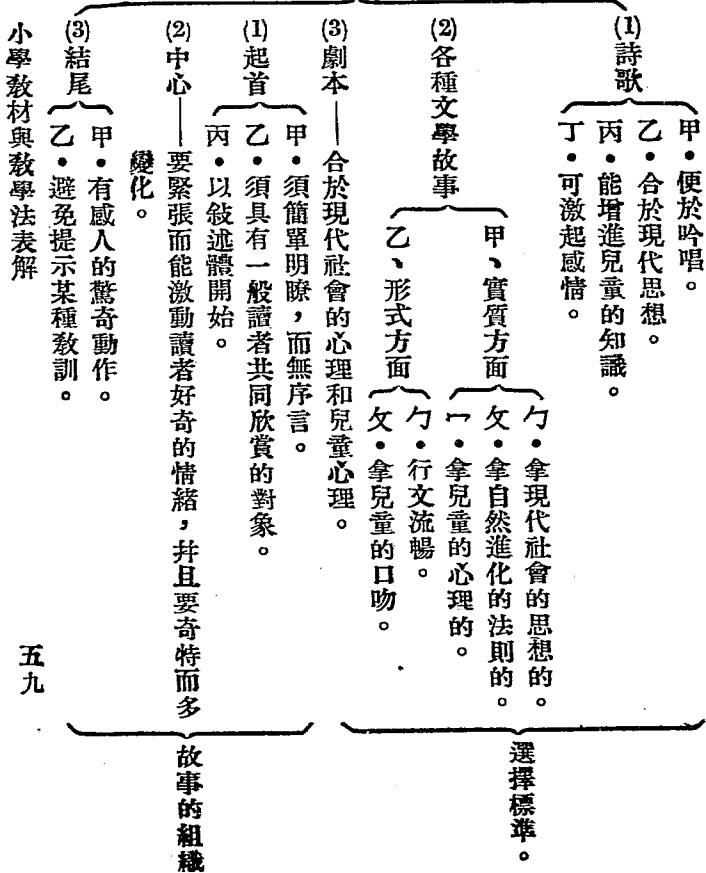 (1)詩歌
甲•便於吟唱。
乙•合於現代思想。
丙•能增進兒童的知識。
丁•可激起感情。
(2)各種文學故事
甲、實質方面
ㄅ•拿現代社會的思想的。
ㄆ•拿自然進化的法則的。
ㄇ•拿兒童的心理的。
乙、形式方面
ㄅ•行文流暢。
ㄆ•拿兒童的口吻。
(3)劇本——合於現代社會的心理和兒童心理。
選擇標準。
(1)起首
甲•須簡單明瞭,而無序言。
乙•須具有一般讀者共同欣賞的對象。
丙•以敍述體開始。
(2)中心——要緊張而能激動讀者好奇的情緒,幷且要奇特而多
變化。
(3)結尾
甲•有感人的驚奇動作。
乙•避免提示某種敎訓。
故事的組織
小學敎材與敎學法表解
五九